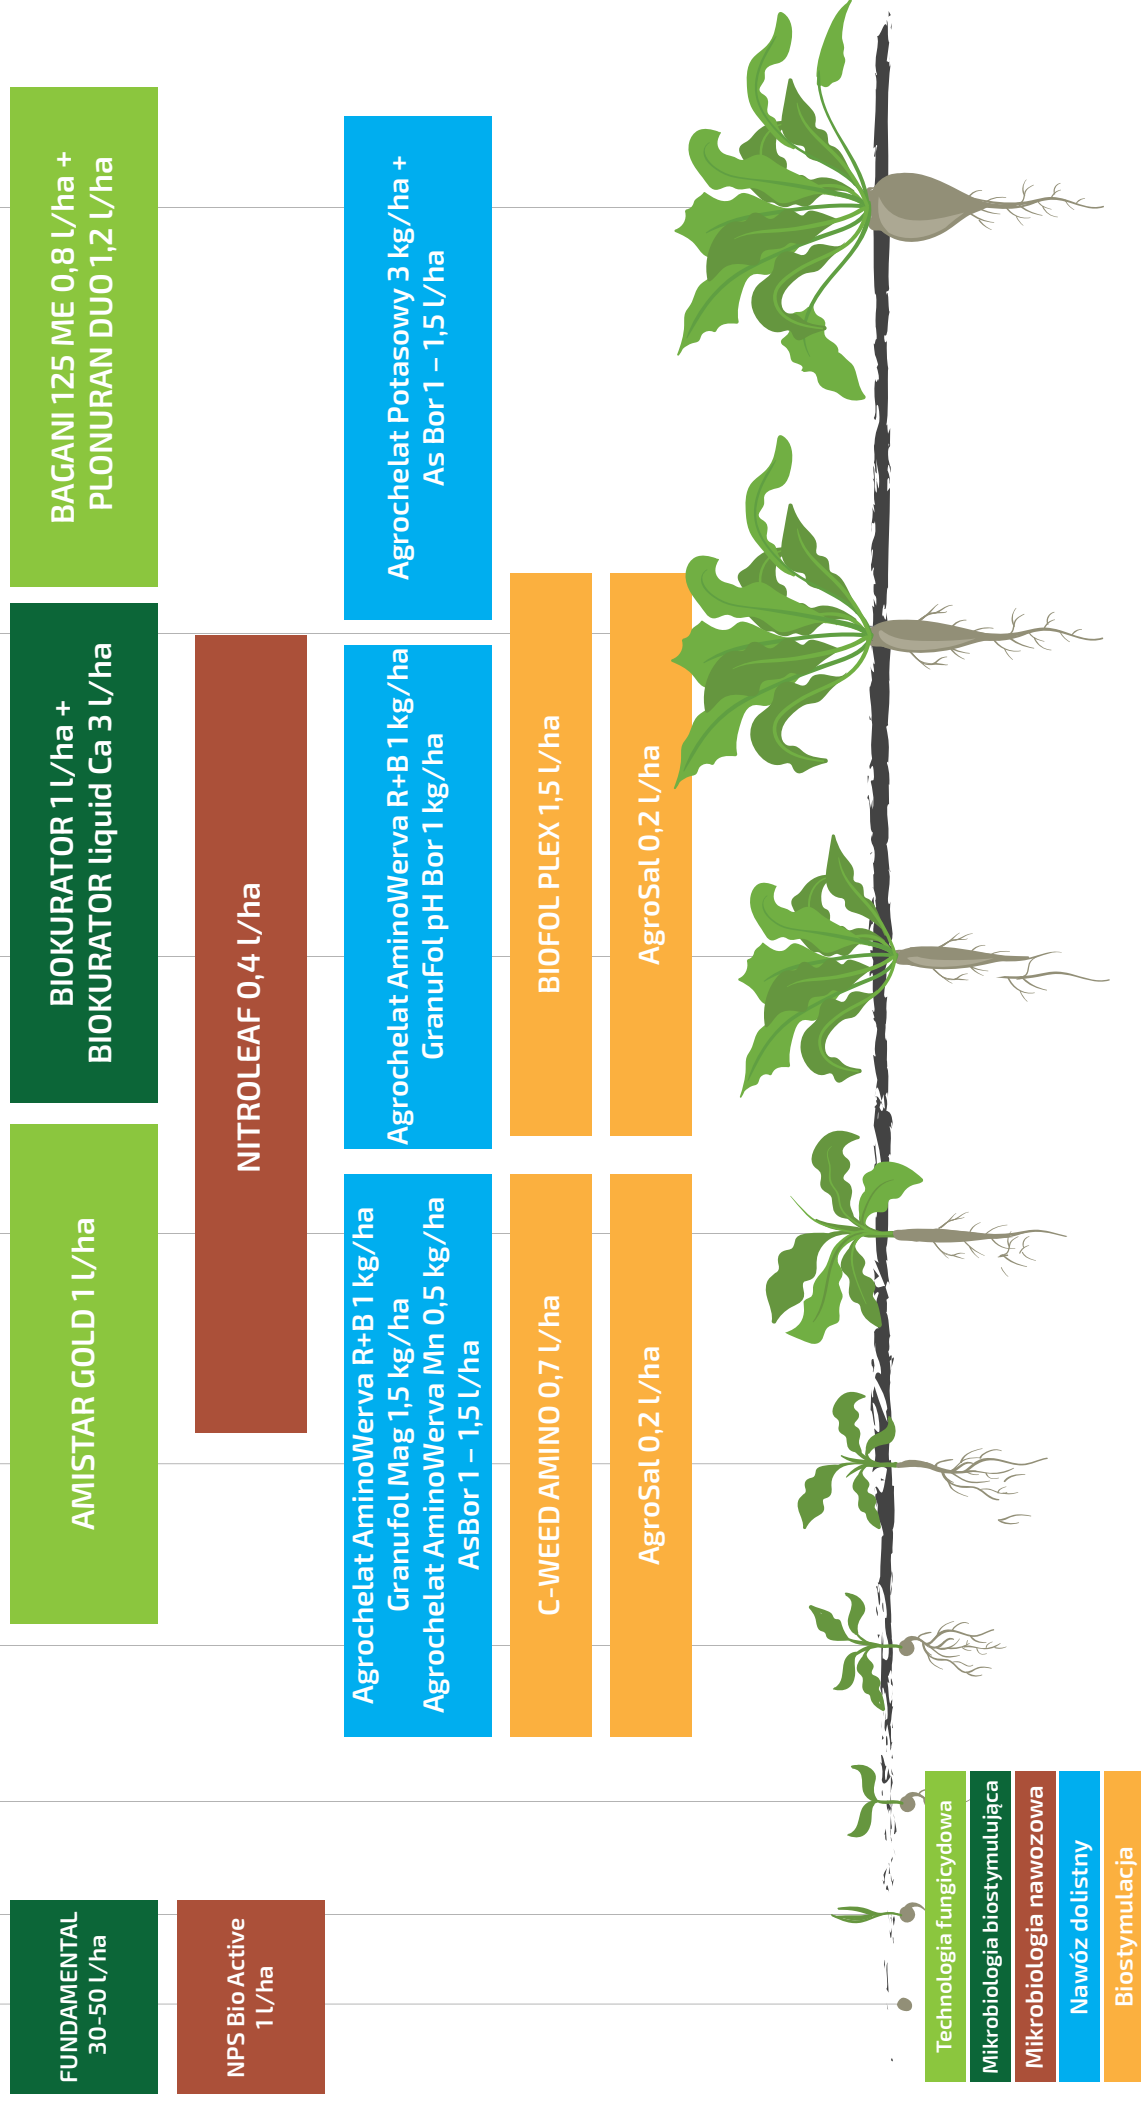 FUNDAMENTAL
30-50 l/ha
AMISTAR GOLD 1 l/ha
BIOKURATOR 1 l/ha +
BIOKURATOR liquid Ca 3 l/ha
BAGANI 125 ME 0,8 l/ha +
PLONURAN DUO 1,2 l/ha
NPS Bio Active
1 l/ha
NITROLEAF 0,4 l/ha
Agrochelat AminoWerva R+B 1 kg/ha
Granufol Mag 1,5 kg/ha
Agrochelat AminoWerva Mn 0,5 kg/ha
AsBor 1 – 1,5 l/ha
Agrochelat AminoWerva R+B 1 kg/ha
GranuFol pH Bor 1 kg/ha
Agrochelat Potasowy 3 kg/ha +
As Bor 1 – 1,5 l/ha
C-WEED AMINO 0,7 l/ha
BIOFOL PLEX 1,5 l/ha
AgroSal 0,2 l/ha
AgroSal 0,2 l/ha
Technologia fungicydowa
Mikrobiologia biostymulująca
Mikrobiologia nawozowa
Nawóz dolistny
Biostymulacja